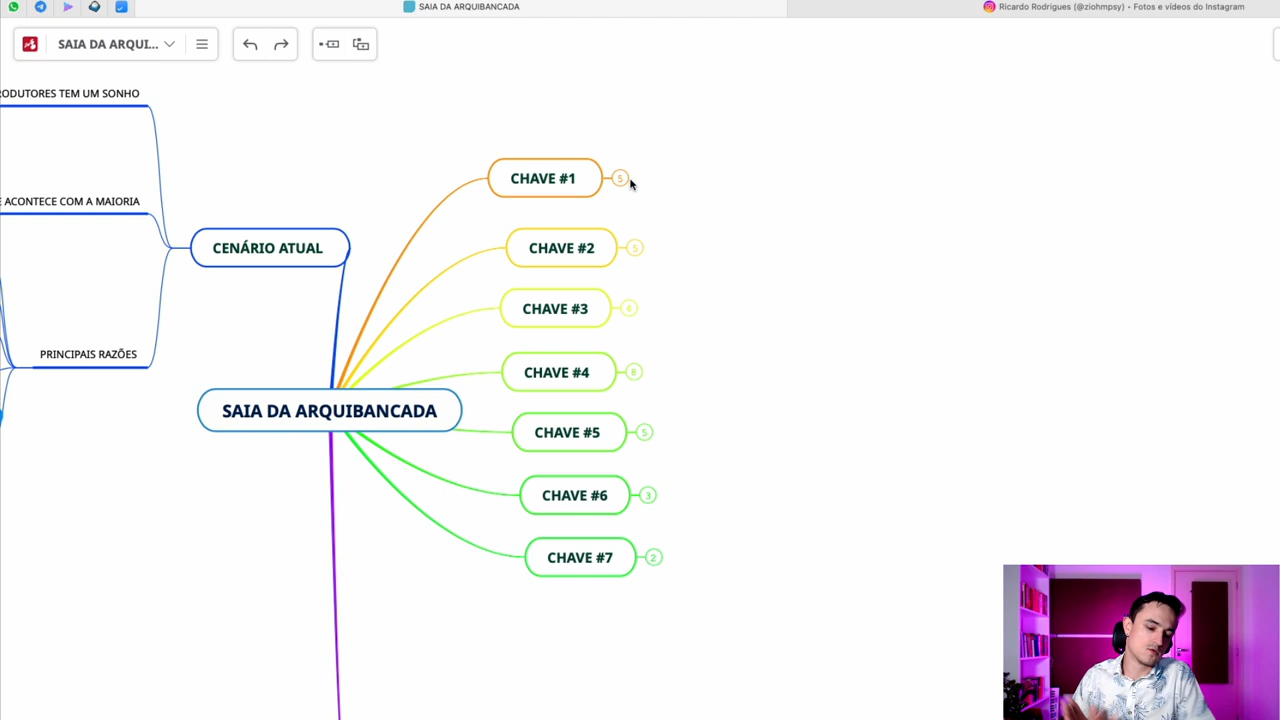 SAIA DA ARQUIBANCADA
Ricardo Rodrigues (@ziohmpsy) • Fotos e vídeos do Instagram
SAIA DA ARQUI...
RODUTORES TEM UM SONHO
E ACONTECE COM A MAIORIA
PRINCIPAIS RAZÕES
CENÁRIO ATUAL
SAIA DA ARQUIBANCADA
CHAVE #1
5
CHAVE #2
5
CHAVE #3
CHAVE #4
8
CHAVE #5
5
CHAVE #6
3
CHAVE #7
2